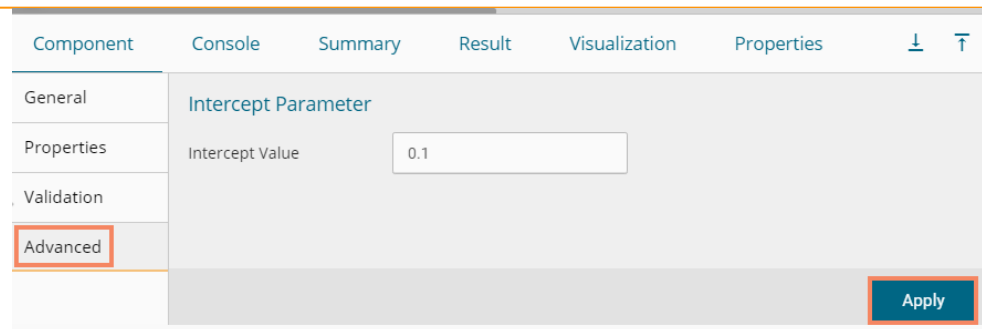 Component Console Summary Result Visualization Properties
General
Properties
Validation
Advanced
Intercept Parameter
Intercept Value 0.1
Apply